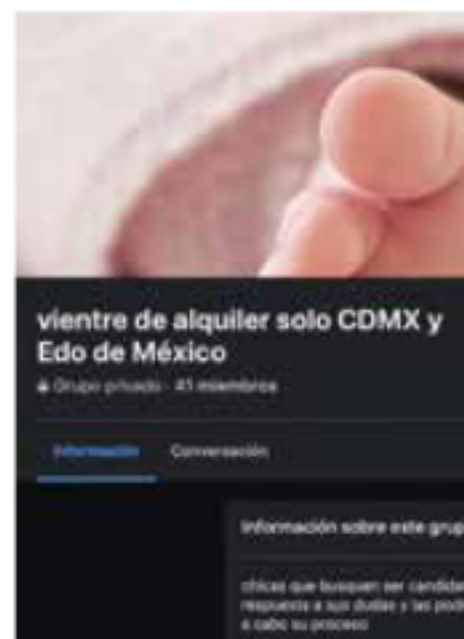 vientre de alquiler solo CDMX y
Edo de México
Grupo privado · 41 miembros
Información Conversación
Información sobre este grup
chicas que busquen ser candidat
respuesta a sus dudas y las pod
a cabo su proceso